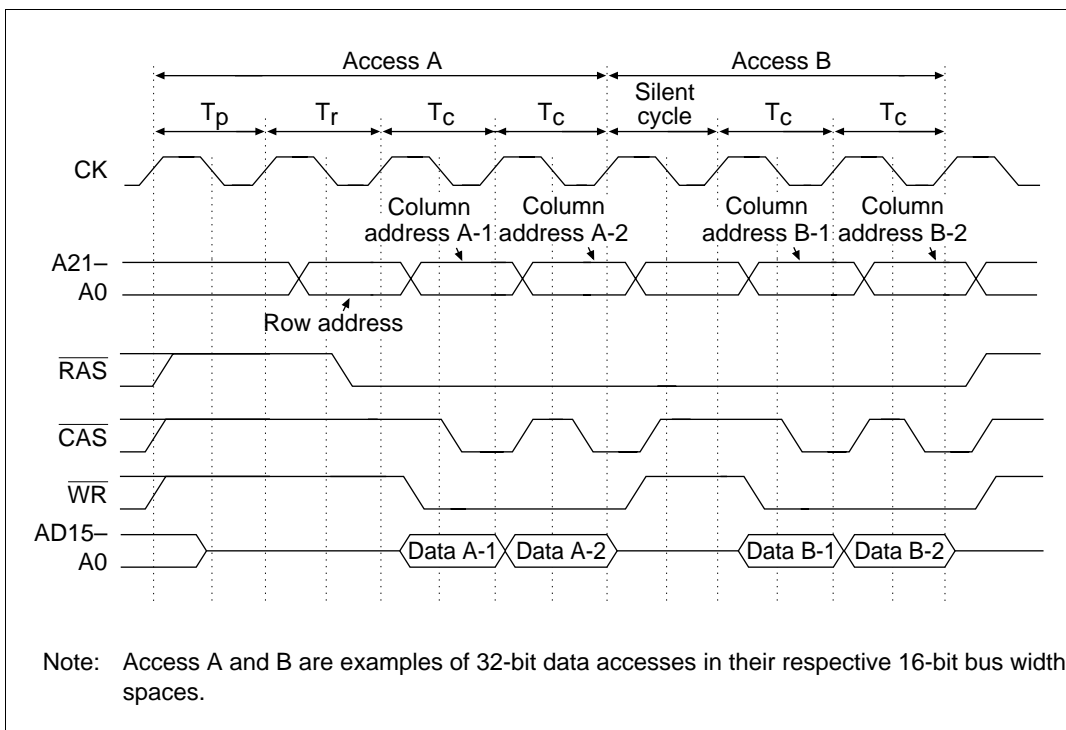 Access A Access B
Silent
cycle
Tp Tr Tc Tc Tc Tc
CK
Column Column Column Column
address A-1 address A-2 address B-1 address B-2
A21–
A0
Row address
RAS
CAS
WR
AD15–
A0
Data A-1 Data A-2 Data B-1 Data B-2
Note: Access A and B are examples of 32-bit data accesses in their respective 16-bit bus width
spaces.